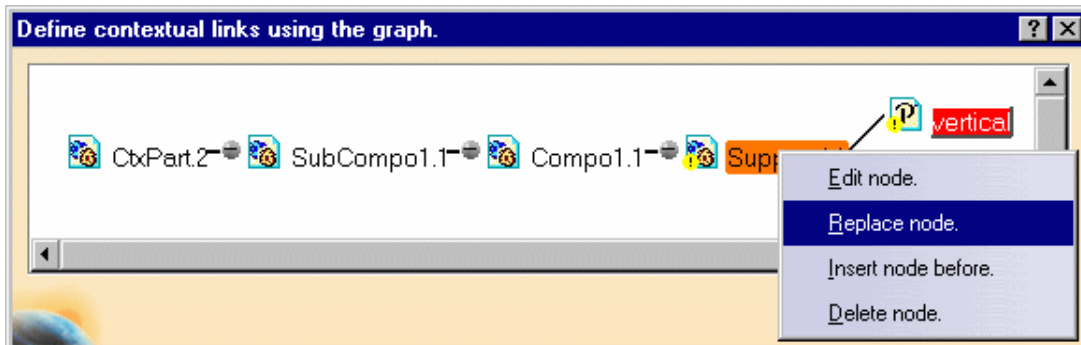 Define contextual links using the graph.
vertical
CtxPart.2 SubCompo1.1 Compo1.1
Edit node.
Replace node.
Insert node before.
Delete node.